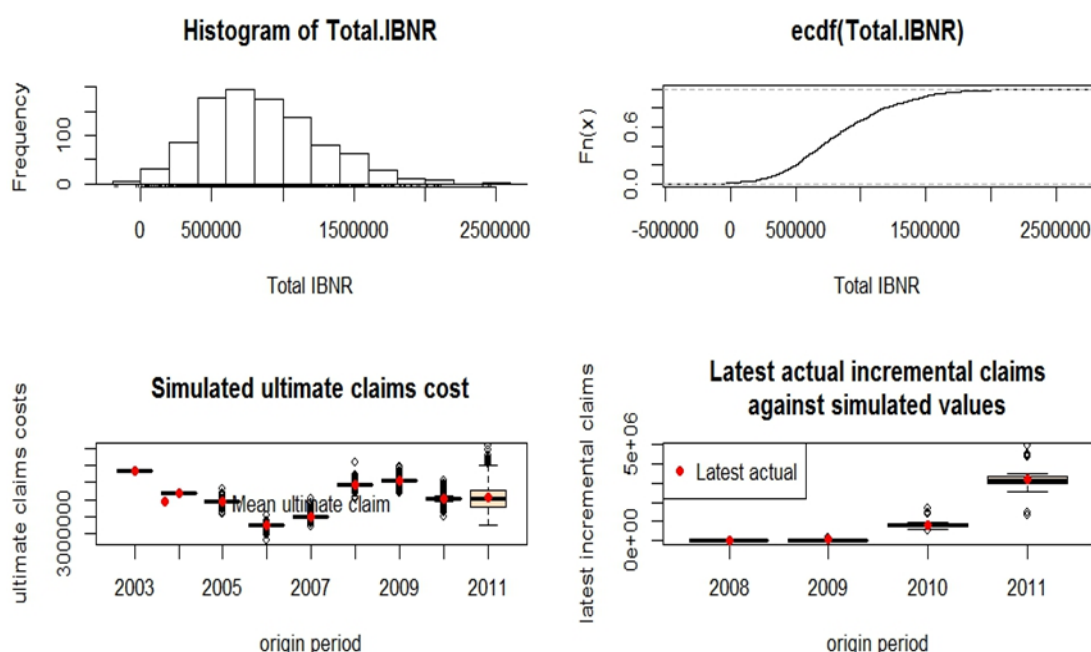 Histogram of Total.IBNR
Frequency
100
0
0 500000 1500000 2500000
Total IBNR
ecdf(Total.IBNR)
Fn(x)
0.6
0.0
-500000 0 500000 1500000 2500000
Total IBNR
Simulated ultimate claims cost
ultimate claims costs
30000000
Mean ultimate claim
2003 2005 2007 2009 2011
origin period
Latest actual incremental claims
against simulated values
latest incremental claims
5e+06
0e+00
Latest actual
2008 2009 2010 2011
origin period